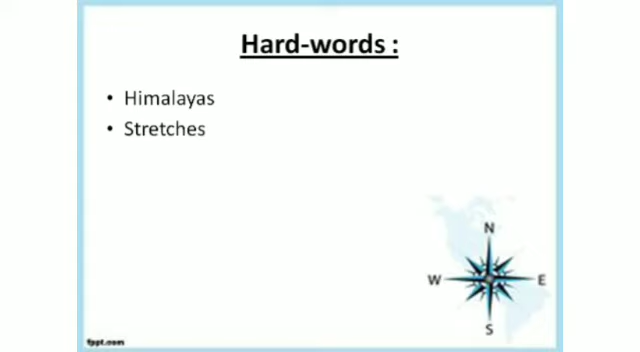 Hard-words :
• Himalayas
• Stretches
N
W E
S
fppt.com